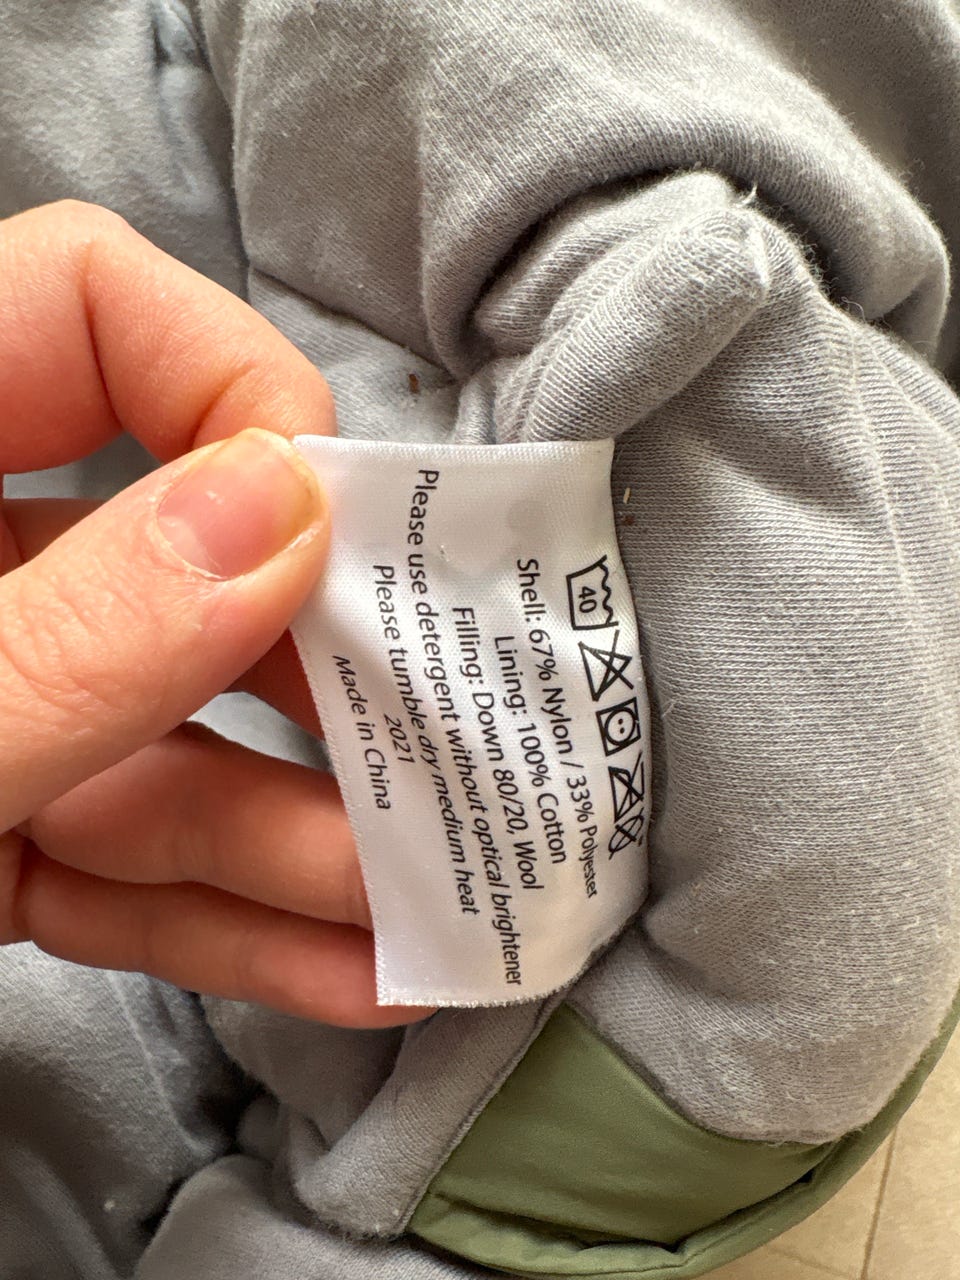 40
Shell: 67% Nylon / 33% Polyester
Lining: 100% Cotton
Filling: Down 80/20, Wool
Please use detergent without optical brightener
Please tumble dry medium heat
2021
Made in China